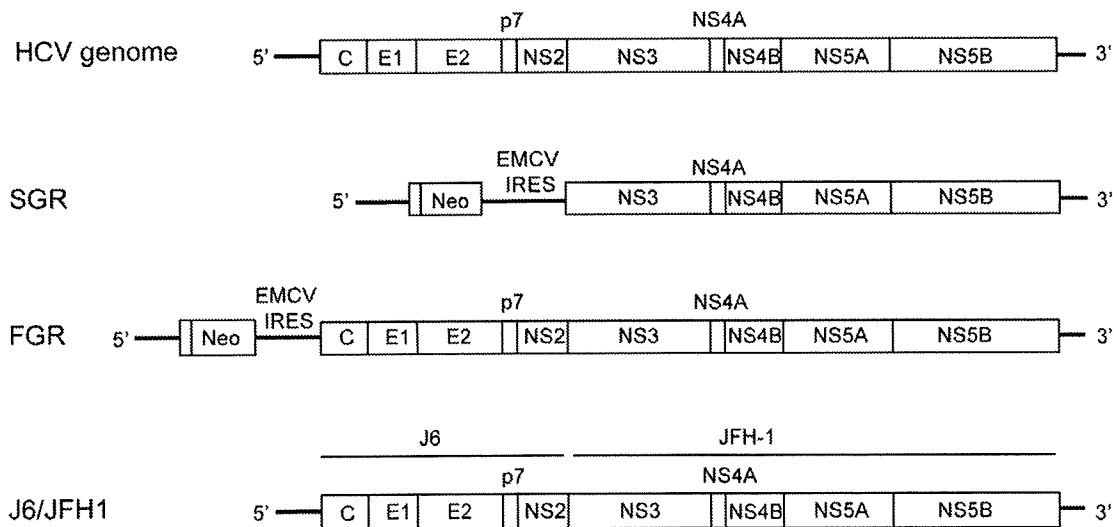 p7 NS4A
HCV genome 5' C E1 E2 NS2 NS3 NS4B NS5A NS5B 3'
EMCV NS4A
IRES
SGR 5' Neo NS3 NS4B NS5A NS5B 3'
EMCV p7 NS4A
IRES
FGR 5' Neo C E1 E2 NS2 NS3 NS4B NS5A NS5B 3'
J6 JFH-1
p7 NS4A
J6/JFH1 5' C E1 E2 NS2 NS3 NS4B NS5A NS5B 3'